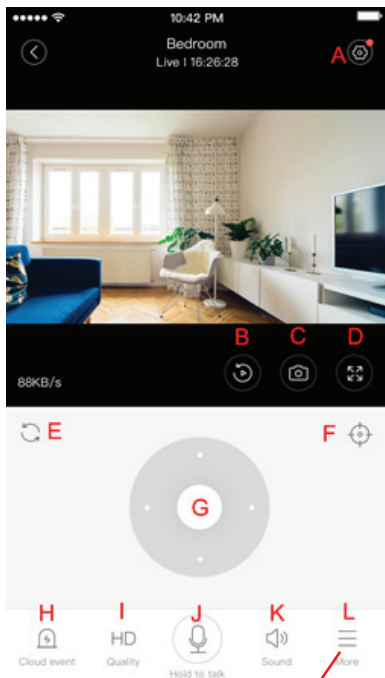 10:42 PM
Bedroom
Live I 16:26:28
A
B
C
D
88KB/s
E
F
G
H
I
J
K
L
HD
Cloud event
Quality
Hold to talk
Sound
More